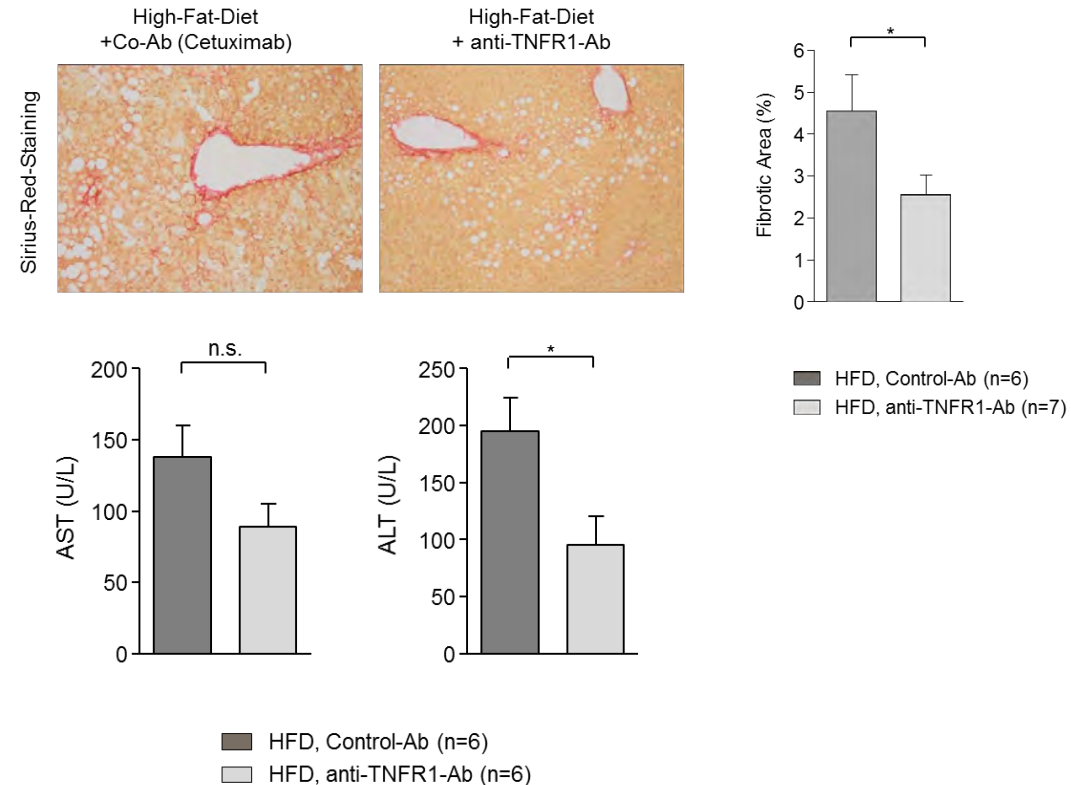 High-Fat-Diet
+Co-Ab (Cetuximab)
High-Fat-Diet
+ anti-TNFR1-Ab
Sirius-Red-Staining
*
Fibrotic Area (%)
6
5
4
3
2
1
0
HFD, Control-Ab (n=6)
HFD, anti-TNFR1-Ab (n=7)
n.s.
AST (U/L)
200
150
100
50
0
*
ALT (U/L)
250
200
150
100
50
0
HFD, Control-Ab (n=6)
HFD, anti-TNFR1-Ab (n=6)